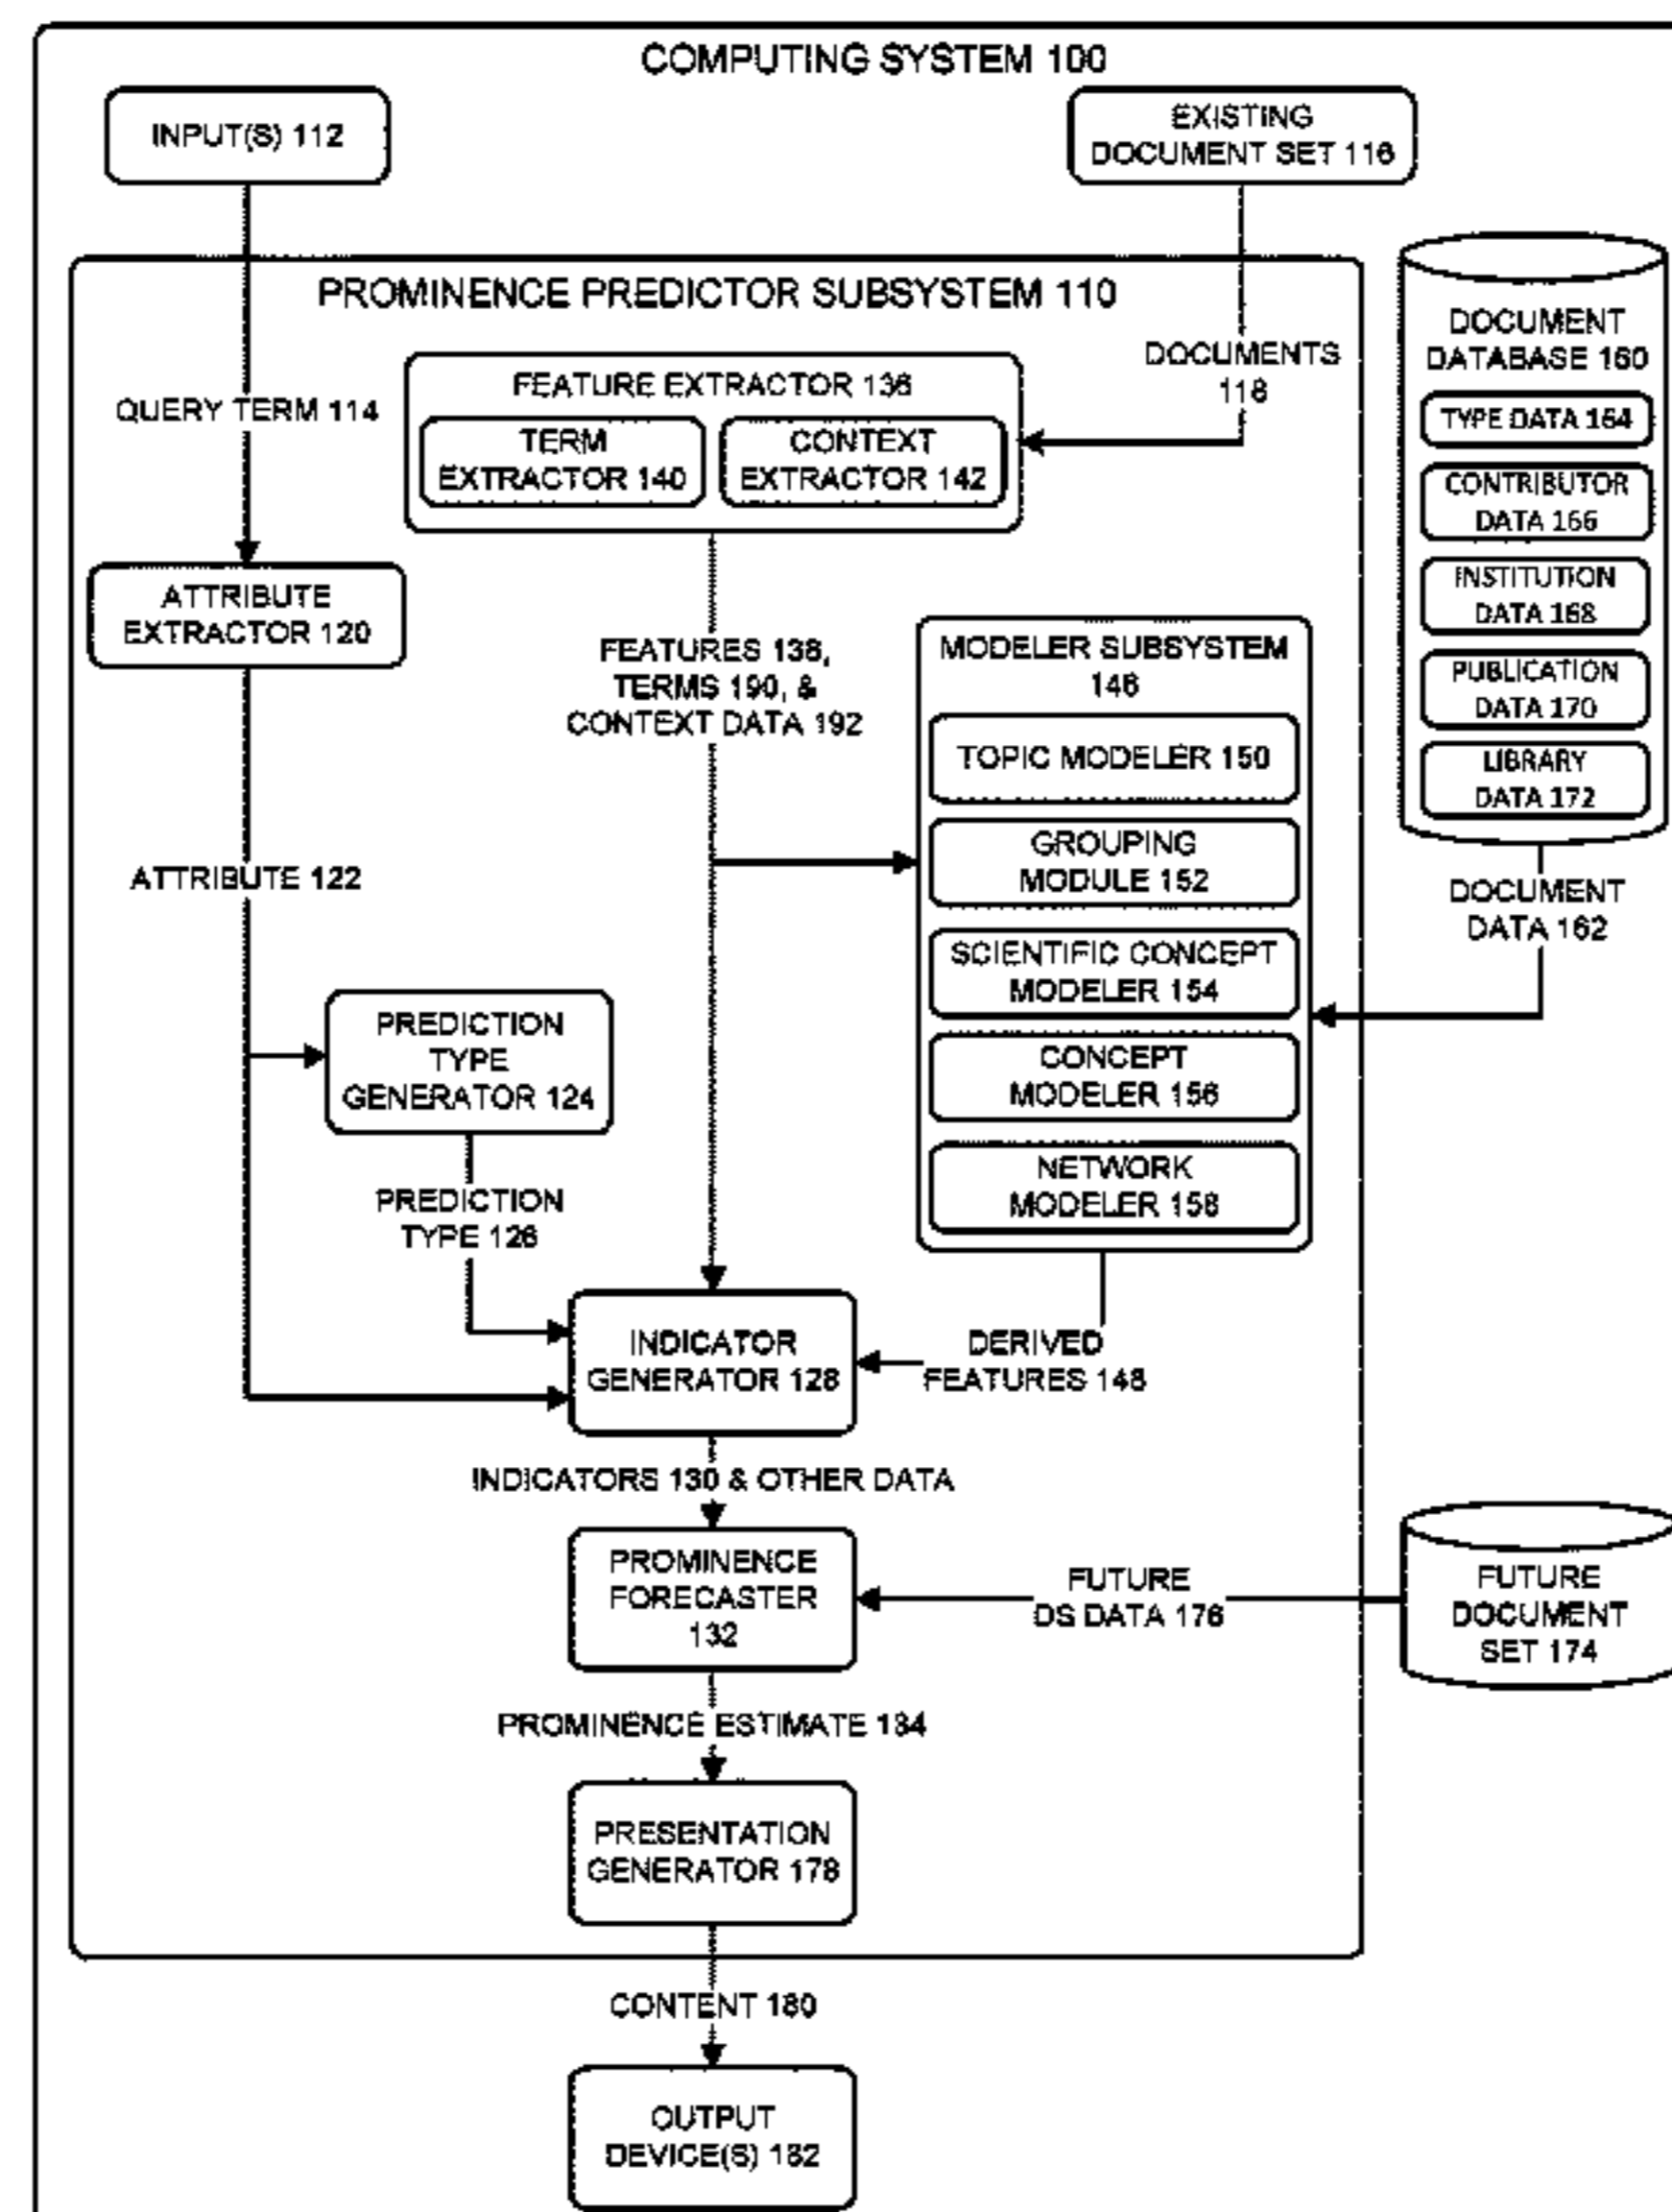 COMPUTING SYSTEM 100
INPUT(S) 112
EXISTING
DOCUMENT SET 116
PROMINENCE PREDICTOR SUBSYSTEM 110
DOCUMENTS
118
FEATURE EXTRACTOR 136
TERM
EXTRACTOR 140
CONTEXT
EXTRACTOR 142
QUERY TERM 114
DOCUMENT
DATABASE 160
TYPE DATA 164
CONTRIBUTOR
DATA 166
INSTITUTION
DATA 168
PUBLICATION
DATA 170
LIBRARY
DATA 172
ATTRIBUTE
EXTRACTOR 120
FEATURES 138,
TERMS 190, &
CONTEXT DATA 192
MODELER SUBSYSTEM
146
TOPIC MODELER 150
GROUPING
MODULE 152
SCIENTIFIC CONCEPT
MODELER 154
CONCEPT
MODELER 156
NETWORK
MODELER 158
ATTRIBUTE 122
DOCUMENT
DATA 162
PREDICTION
TYPE
GENERATOR 124
PREDICTION
TYPE 126
INDICATOR
GENERATOR 128
DERIVED
FEATURES 148
INDICATORS 130 & OTHER DATA
PROMINENCE
FORECASTER
132
FUTURE
DS DATA 176
FUTURE
DOCUMENT
SET 174
PROMINENCE ESTIMATE 184
PRESENTATION
GENERATOR 178
CONTENT 180
OUTPUT
DEVICE(S) 182